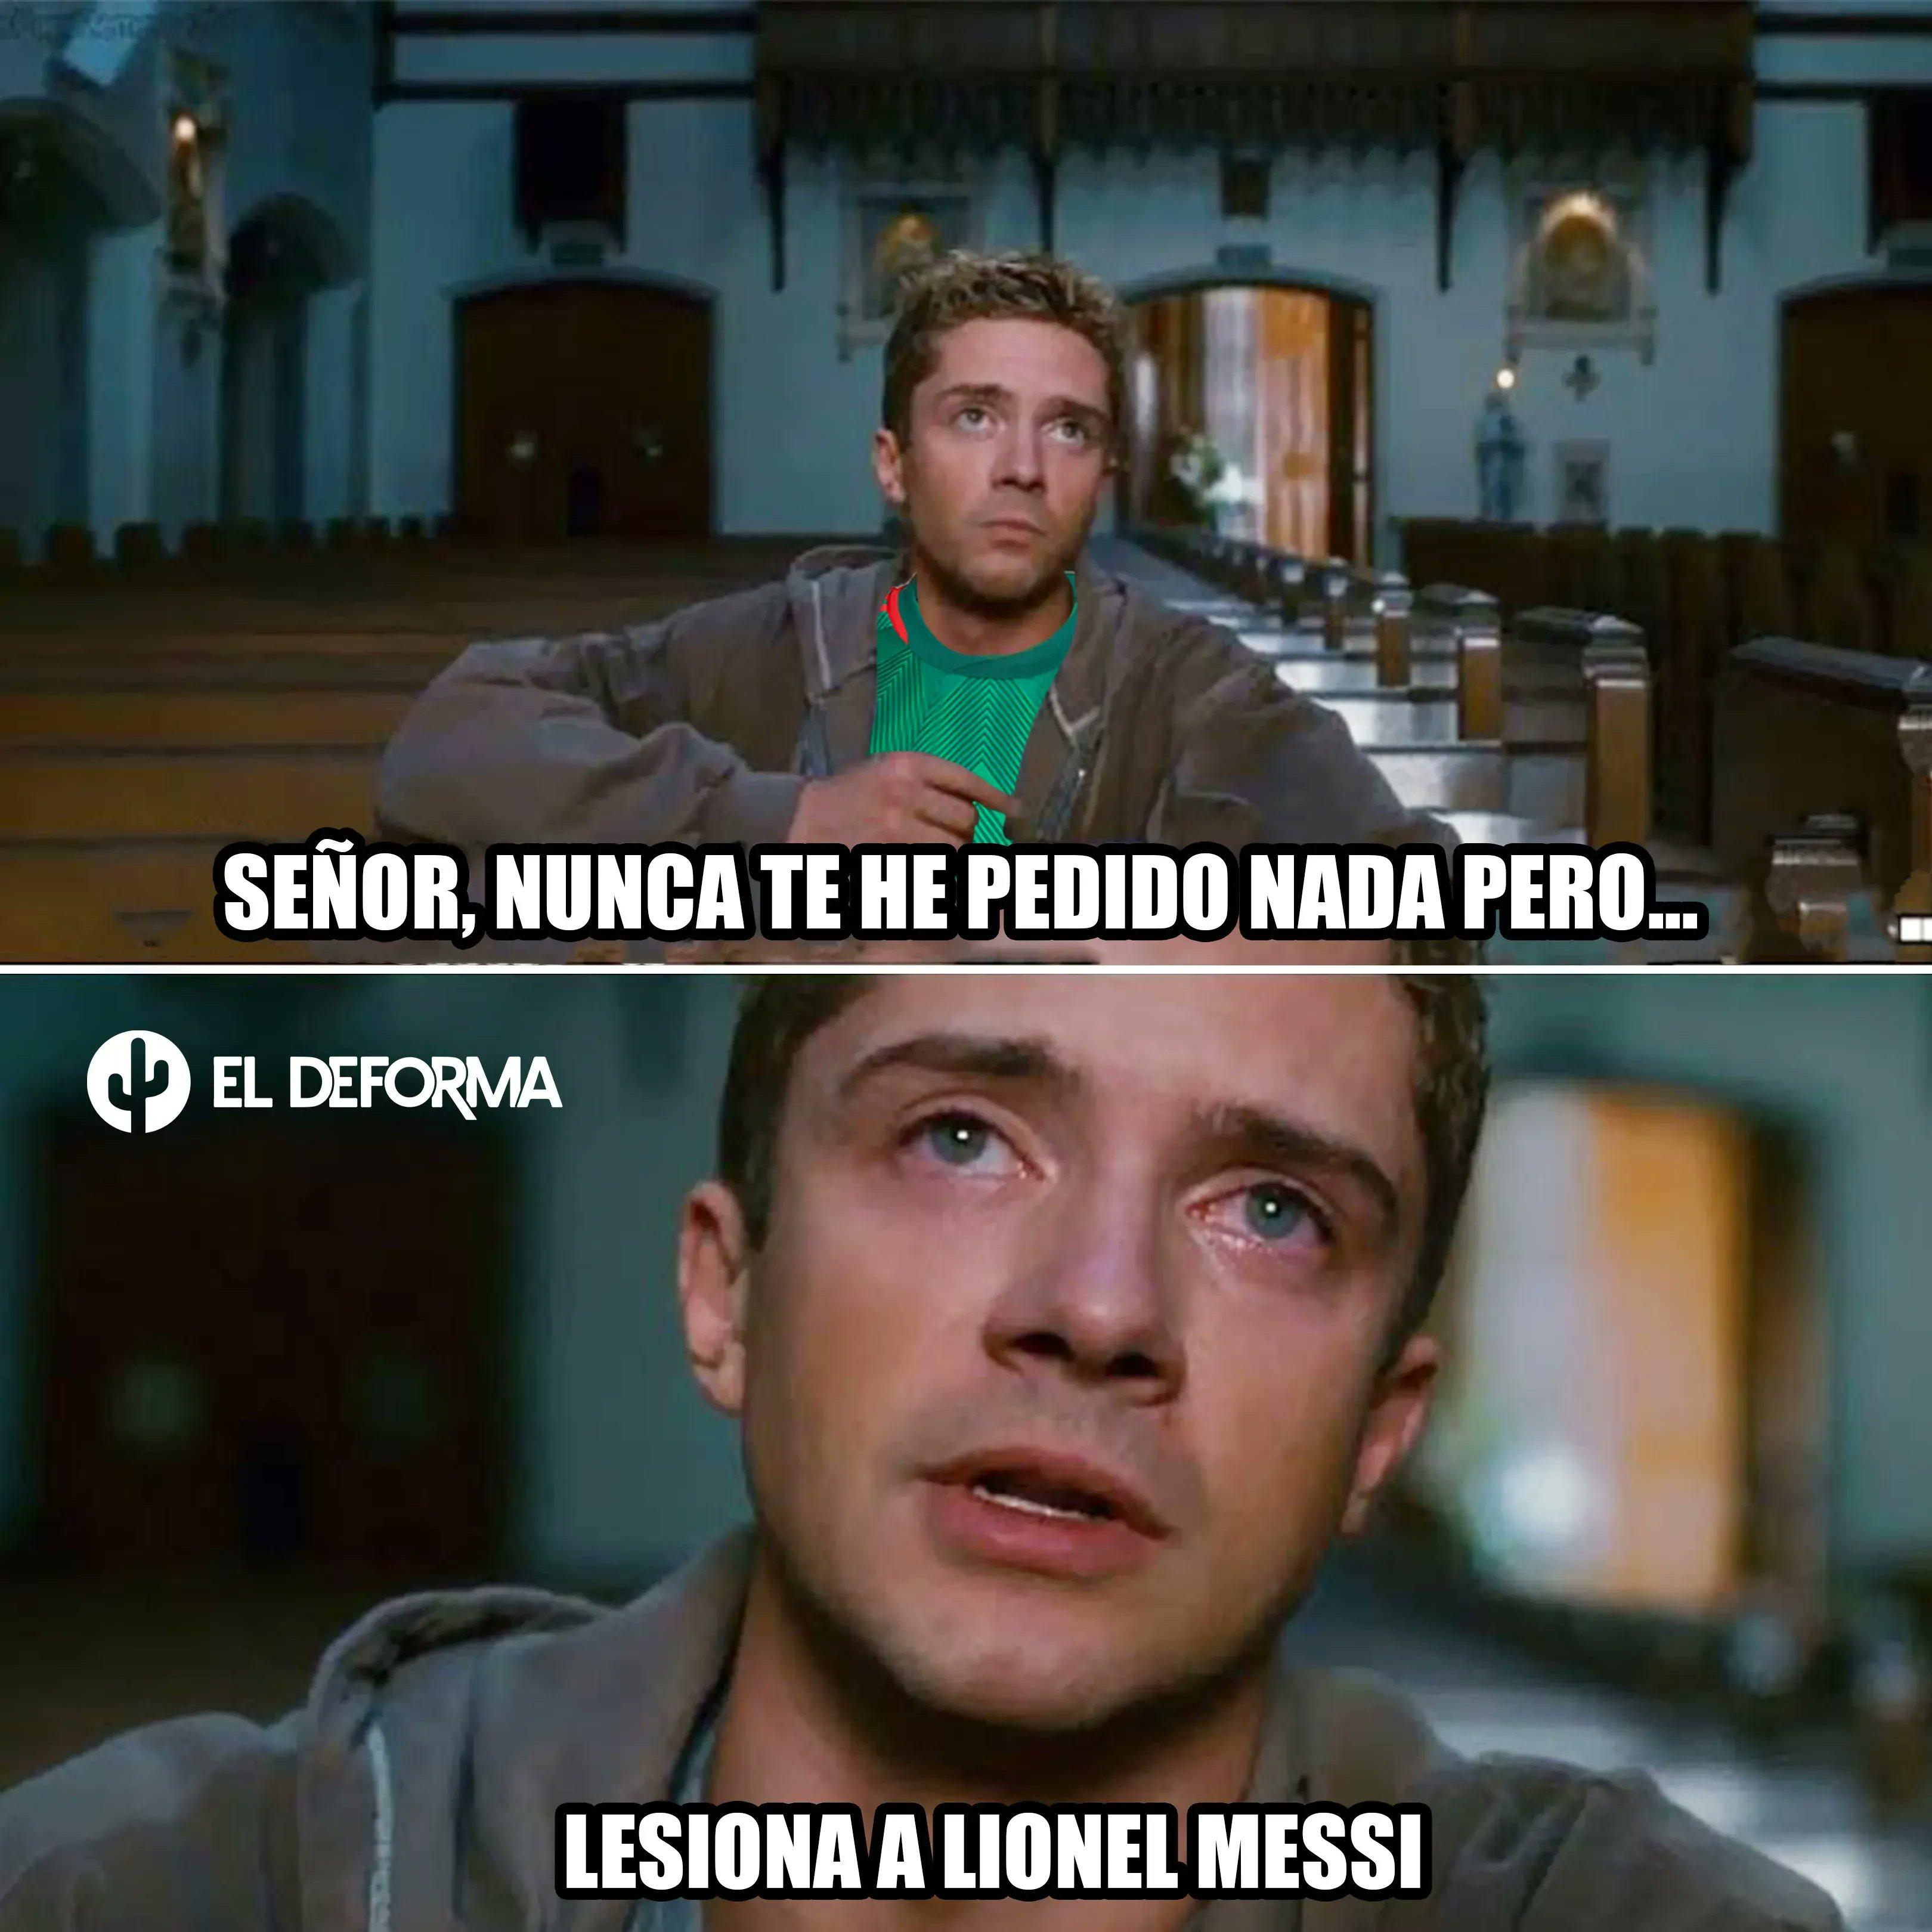 SEÑOR, NUNCA TE HE PEDIDO NADA PERO...
EL DEFORMA
LESIONA A LIONEL MESSI